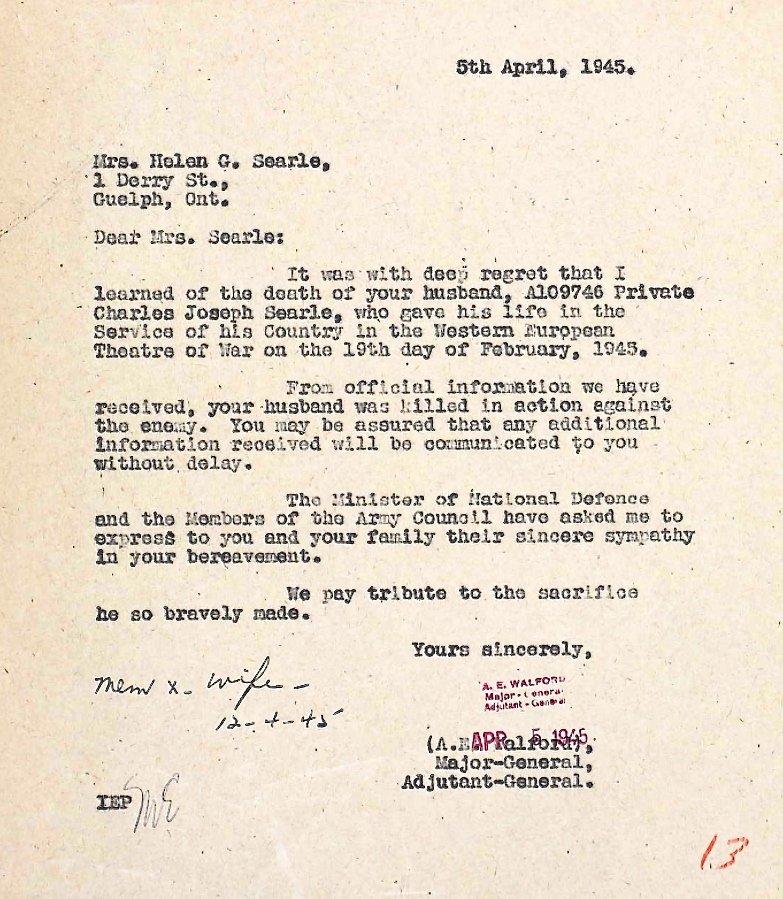 5th April, 1945.
Mrs. Helen G. Searle,
1 Derry St.,
Guelph, Ont.
Dear Mrs. Searle:
It was with deep regret that I
learned of the death of your husband, A109746 Private
Charles Joseph Searle, who gave his life in the
Service of his Country in the Western European
Theatre of War on the 19th day of February, 1945.
From official information we have
received, your husband was killed in action against
the enemy. You may be assured that any additional
information received will be communicated to you
without delay.
The Minister of National Defence
and the Members of the Army Council have asked me to
express to you and your family their sincere sympathy
in your bereavement.
We pay tribute to the sacrifice
he so bravely made.
Yours sincerely,
Mem x - wife -
12-4-45
A. E. WALFORD
Major-General
Adjutant-General
APR 5 1945
(A.E. Walford),
Major-General,
Adjutant-General.
IEP
13